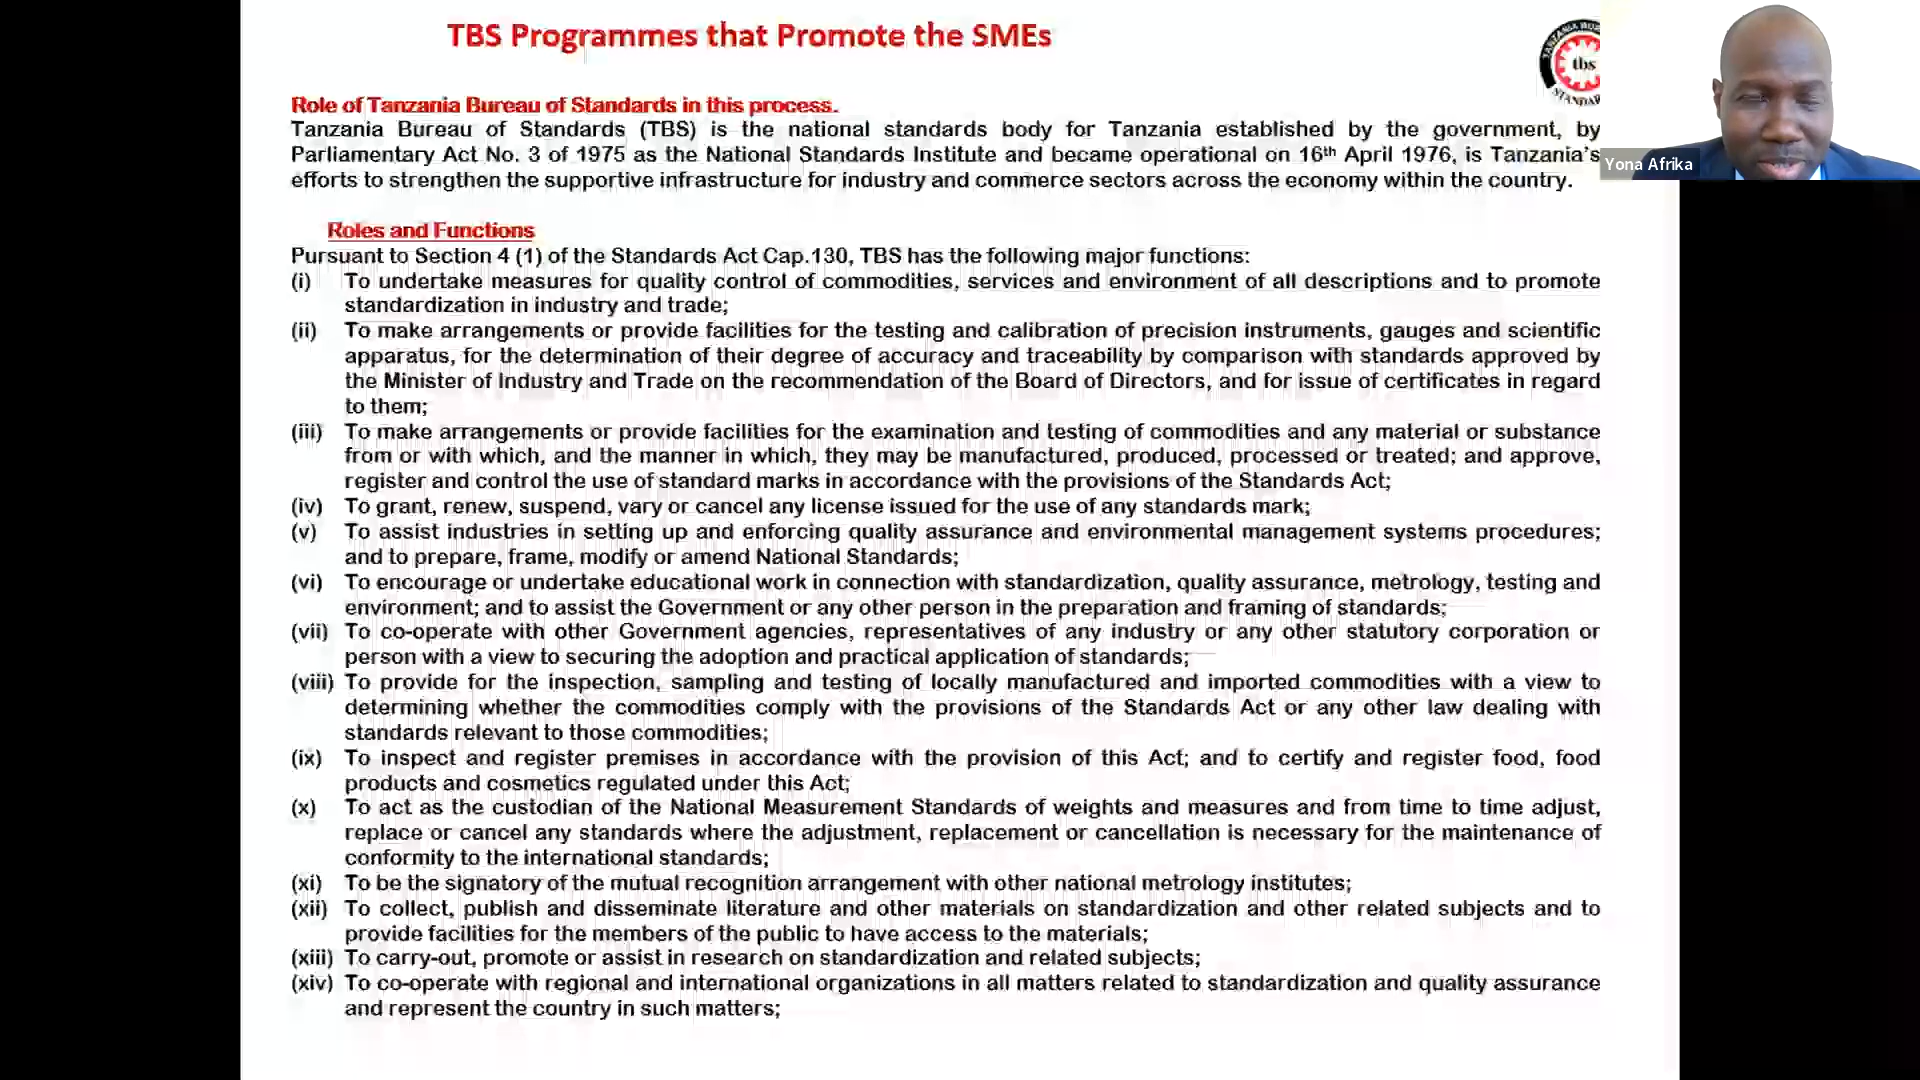 TBS Programmes that Promote the SMEs
tbs
Yona Afrika
Role of Tanzania Bureau of Standards in this process.
Tanzania Bureau of Standards (TBS) is the national standards body for Tanzania established by the government, by
Parliamentary Act No. 3 of 1975 as the National Standards Institute and became operational on 16th April 1976, is Tanzania's
efforts to strengthen the supportive infrastructure for industry and commerce sectors across the economy within the country.
Roles and Functions
Pursuant to Section 4 (1) of the Standards Act Cap.130, TBS has the following major functions:
(i) To undertake measures for quality control of commodities, services and environment of all descriptions and to promote
standardization in industry and trade;
(ii) To make arrangements or provide facilities for the testing and calibration of precision instruments, gauges and scientific
apparatus, for the determination of their degree of accuracy and traceability by comparison with standards approved by
the Minister of Industry and Trade on the recommendation of the Board of Directors, and for issue of certificates in regard
to them;
(iii) To make arrangements or provide facilities for the examination and testing of commodities and any material or substance
from or with which, and the manner in which, they may be manufactured, produced, processed or treated; and approve,
register and control the use of standard marks in accordance with the provisions of the Standards Act;
(iv) To grant, renew, suspend, vary or cancel any license issued for the use of any standards mark;
(v) To assist industries in setting up and enforcing quality assurance and environmental management systems procedures;
and to prepare, frame, modify or amend National Standards;
(vi) To encourage or undertake educational work in connection with standardization, quality assurance, metrology, testing and
environment; and to assist the Government or any other person in the preparation and framing of standards;
(vii) To co-operate with other Government agencies, representatives of any industry or any other statutory corporation or
person with a view to securing the adoption and practical application of standards;
(viii) To provide for the inspection, sampling and testing of locally manufactured and imported commodities with a view to
determining whether the commodities comply with the provisions of the Standards Act or any other law dealing with
standards relevant to those commodities;
(ix) To inspect and register premises in accordance with the provision of this Act; and to certify and register food, food
products and cosmetics regulated under this Act;
(x) To act as the custodian of the National Measurement Standards of weights and measures and from time to time adjust,
replace or cancel any standards where the adjustment, replacement or cancellation is necessary for the maintenance of
conformity to the international standards;
(xi) To be the signatory of the mutual recognition arrangement with other national metrology institutes;
(xii) To collect, publish and disseminate literature and other materials on standardization and other related subjects and to
provide facilities for the members of the public to have access to the materials;
(xiii) To carry-out, promote or assist in research on standardization and related subjects;
(xiv) To co-operate with regional and international organizations in all matters related to standardization and quality assurance
and represent the country in such matters;